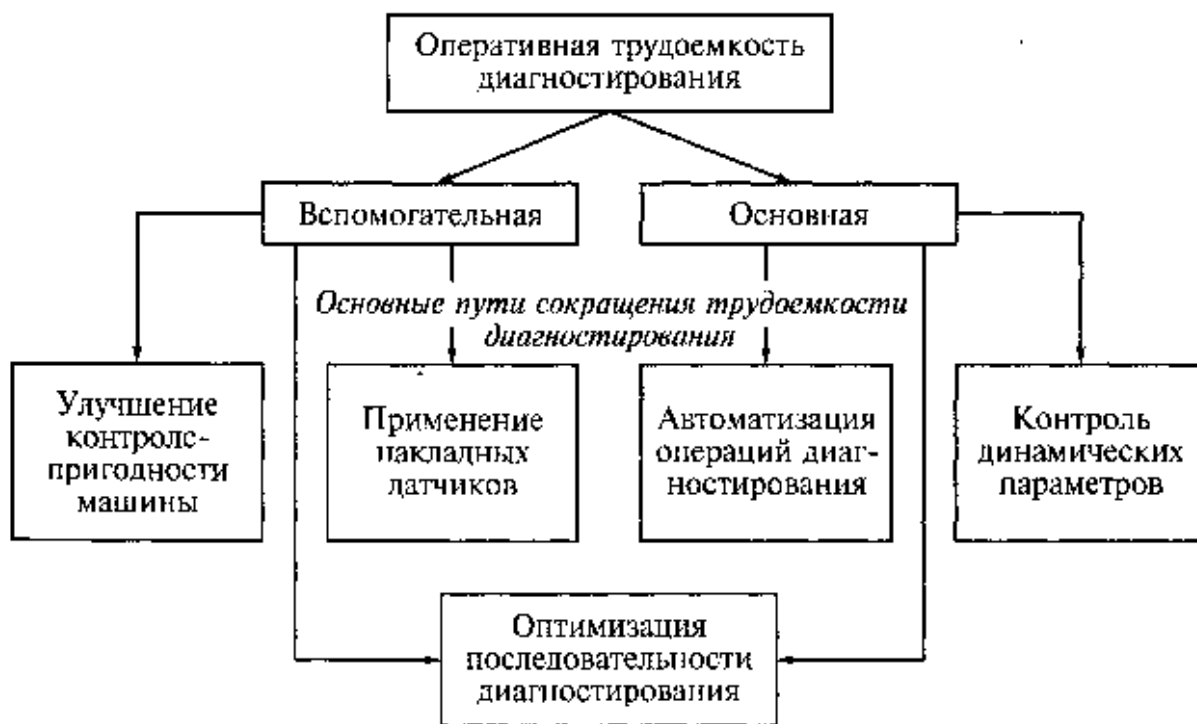 Оперативная трудоемкость
диагностирования
Вспомогательная
Основная
Основные пути сокращения трудоемкости
диагностирования
Улучшение
контроле-
пригодности
машины
Применение
накладных
датчиков
Автоматизация
операций диаг-
ностирования
Контроль
динамических
параметров
Оптимизация
последовательности
диагностирования